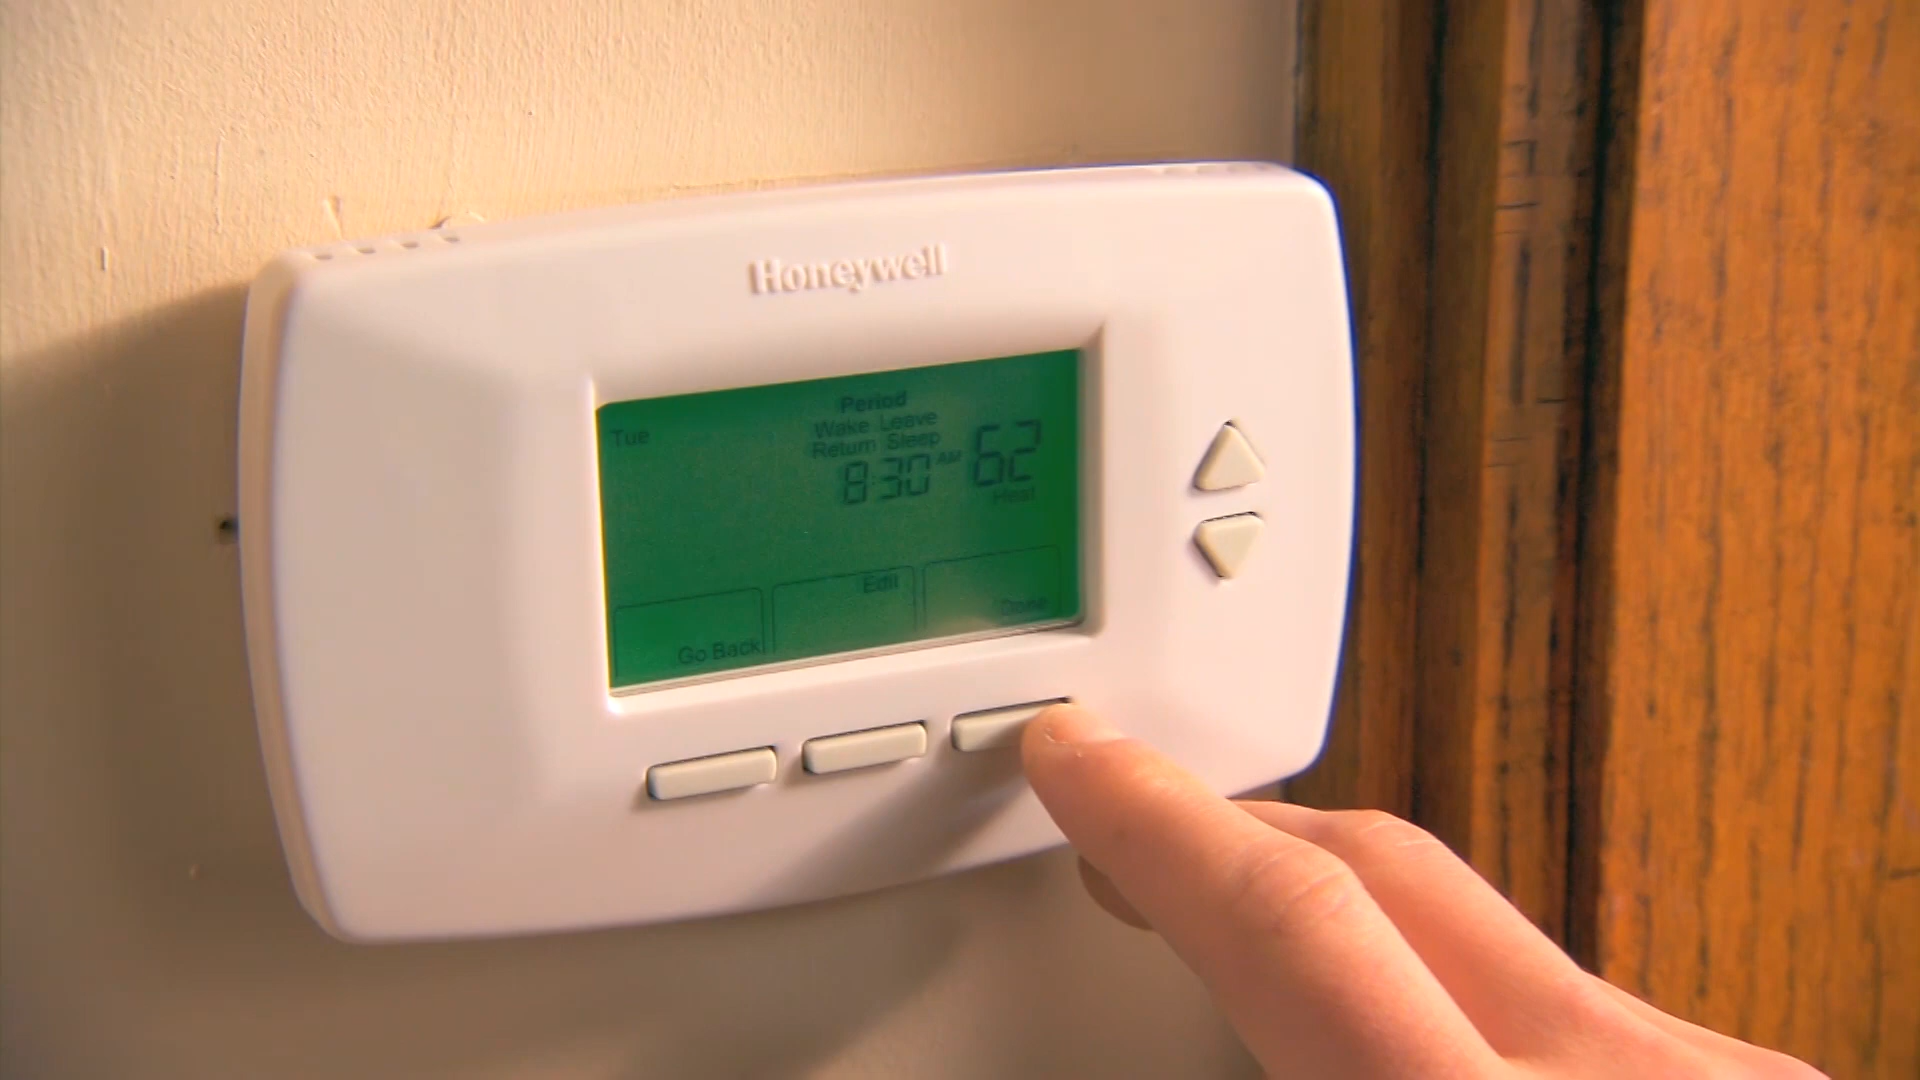 Honeywell
Tue
Period
Wake Leave
Return Sleep
8:30 AM 62
Heat
Go Back Edit Done